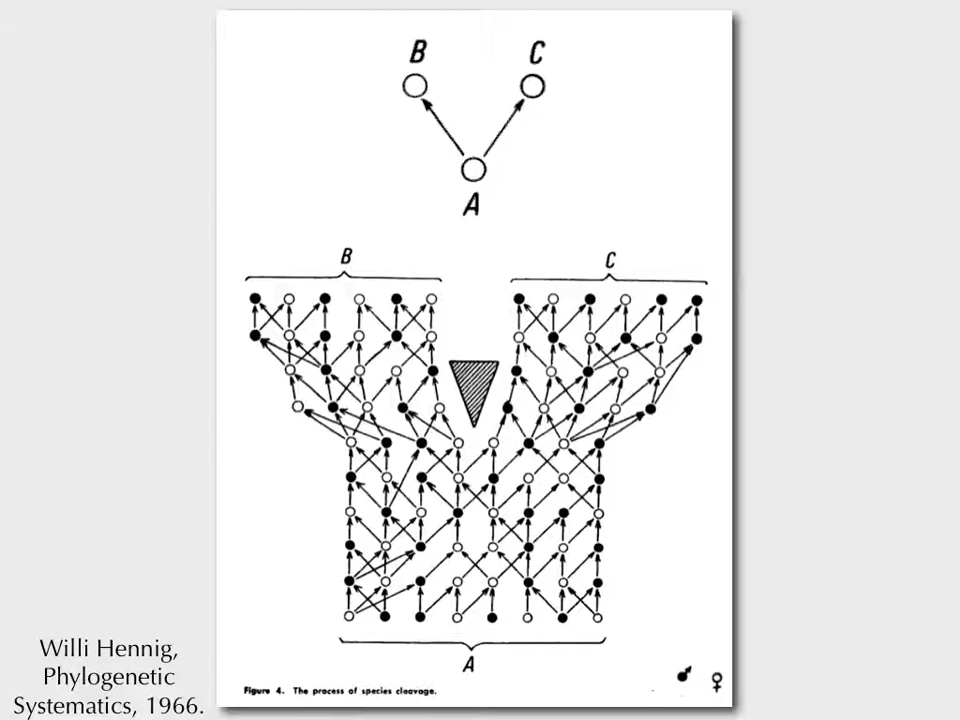 B C
A
B C
A
♂ ♀
Figure 4. The process of species cleavage.
Willi Hennig,
Phylogenetic
Systematics, 1966.